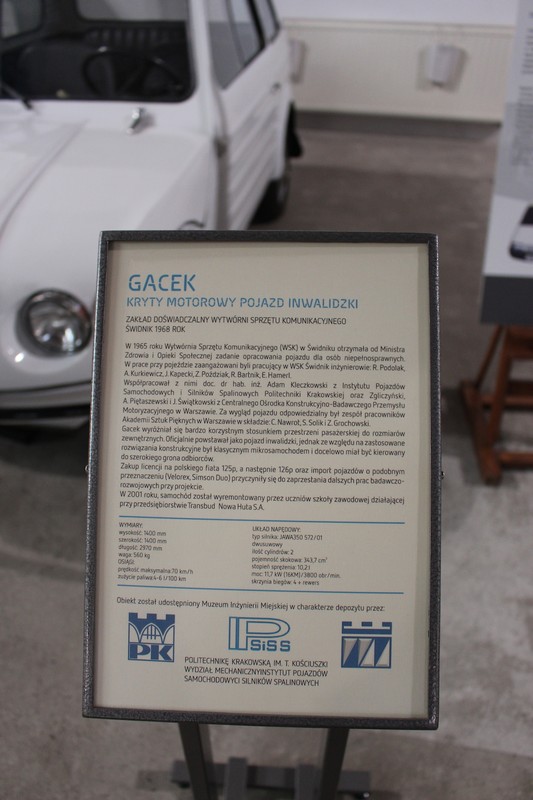 GACEK
KRYTY MOTOROWY POJAZD INWALIDZKI
ZAKŁAD DOŚWIADCZALNY WYTWÓRNI SPRZĘTU KOMUNIKACYJNEGO
ŚWIDNIK 1968 ROK
W 1965 roku Wytwórnia Sprzętu Komunikacyjnego (WSK) w Świdniku otrzymała od Ministra
Zdrowia i Opieki Społecznej zadanie opracowania pojazdu dla osób niepełnosprawnych.
W prace przy pojeździe zaangażowani byli pracujący w WSK Świdnik inżynierowie: R. Podolak,
A. Kurkiewicz, J. Kapecki, Z. Poździak, R. Bartnik, E. Hamerl.
Współpracował z nimi doc. dr hab. inż. Adam Kleczkowski z Instytutu Pojazdów
Samochodowych i Silników Spalinowych Politechniki Krakowskiej oraz Zgliczyński,
A. Piętaszewski i J. Świątkowski z Centralnego Ośrodka Konstrukcyjno-Badawczego Przemysłu
Motoryzacyjnego w Warszawie. Za wygląd pojazdu odpowiedzialny był zespół pracowników
Akademii Sztuk Pięknych w Warszawie w składzie: C. Nawrot, S. Solik i Z. Grochowski.
Gacek wyróżniał się bardzo korzystnym stosunkiem przestrzeni pasażerskiej do rozmiarów
zewnętrznych. Oficjalnie powstawał jako pojazd inwalidzki, jednak ze względu na zastosowane
rozwiązania konstrukcyjne był klasycznym mikrosamochodem i docelowo miał być kierowany
do szerokiego grona odbiorców.
Zakup licencji na polskiego fiata 125p, a następnie 126p oraz import pojazdów o podobnym
przeznaczeniu (Velorex, Simson Duo) przyczyniły się do zaprzestania dalszych prac badawczo-
rozwojowych przy projekcie.
W 2001 roku, samochód został wyremontowany przez uczniów szkoły zawodowej działającej
przy przedsiębiorstwie Transbud Nowa Huta S.A.
WYMIARY:
wysokość: 1400 mm
szerokość: 1400 mm
długość: 2970 mm
waga: 560 kg
OSIĄGI:
prędkość maksymalna: 70 km/h
zużycie paliwa: 4-6 l/100 km
UKŁAD NAPĘDOWY:
typ silnika: JAWA350 572/01
dwusuwowy
ilość cylindrów: 2
pojemność skokowa: 343,7 cm³
stopień sprężenia: 10,2:1
moc: 11,7 kW (16KM)/3800 obr/min.
skrzynia biegów: 4 + rewers
Obiekt został udostępniony Muzeum Inżynierii Miejskiej w charakterze depozytu przez:
PK
IPSiSS
POLITECHNIKĘ KRAKOWSKĄ IM. T. KOŚCIUSZKI
WYDZIAŁ MECHANICZNYINSTYTUT POJAZDÓW
SAMOCHODOWYCI SILNIKÓW SPALINOWYCH